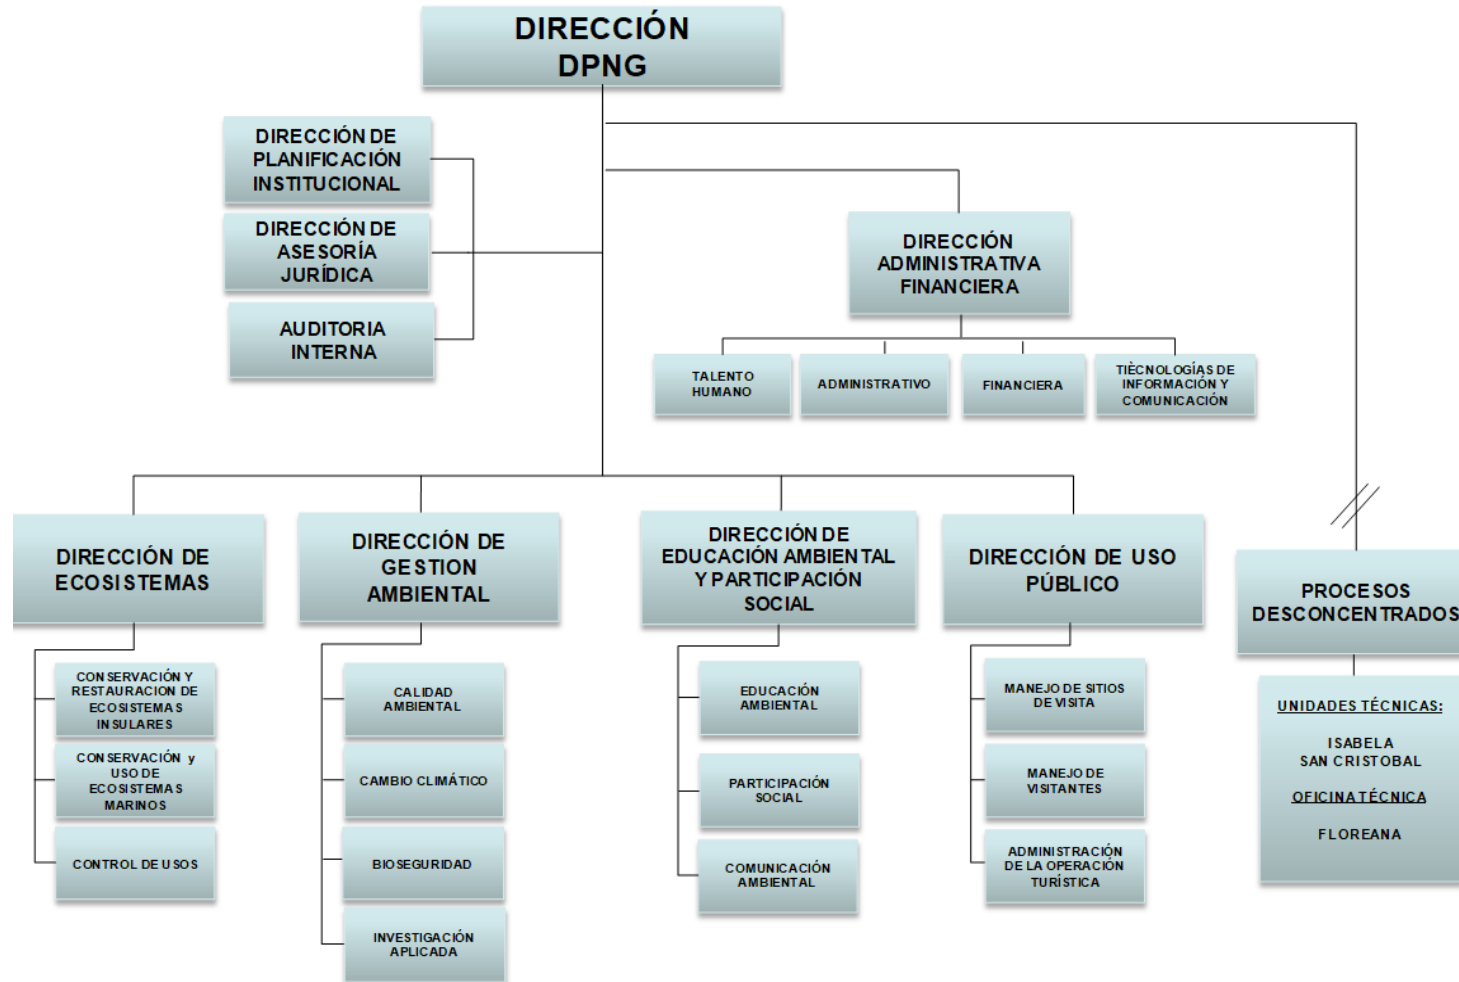 DIRECCIÓN
DPNG
DIRECCIÓN DE
PLANIFICACIÓN
INSTITUCIONAL
DIRECCIÓN DE
ASESORÍA
JURÍDICA
AUDITORIA
INTERNA
DIRECCIÓN
ADMINISTRATIVA
FINANCIERA
TALENTO
HUMANO
ADMINISTRATIVO
FINANCIERA
TIÈCNOLOGÍAS DE
INFORMACIÓN Y
COMUNICACIÓN
DIRECCIÓN DE
ECOSISTEMAS
CONSERVACIÓN Y
RESTAURACION DE
ECOSISTEMAS
INSULARES
CONSERVACIÓN y
USO DE
ECOSISTEMAS
MARINOS
CONTROL DE USOS
DIRECCIÓN DE
GESTION
AMBIENTAL
CALIDAD
AMBIENTAL
CAMBIO CLIMÁTICO
BIOSEGURIDAD
INVESTIGACIÓN
APLICADA
DIRECCIÓN DE
EDUCACIÓN AMBIENTAL
Y PARTICIPACIÓN
SOCIAL
EDUCACIÓN
AMBIENTAL
PARTICIPACIÓN
SOCIAL
COMUNICACIÓN
AMBIENTAL
DIRECCIÓN DE USO
PÚBLICO
MANEJO DE SITIOS
DE VISITA
MANEJO DE
VISITANTES
ADMINISTRACIÓN
DE LA OPERACIÓN
TURÍSTICA
PROCESOS
DESCONCENTRADOS
UNIDADES TÉCNICAS:
ISABELA
SAN CRISTOBAL
OFICINA TÉCNICA
FLOREANA